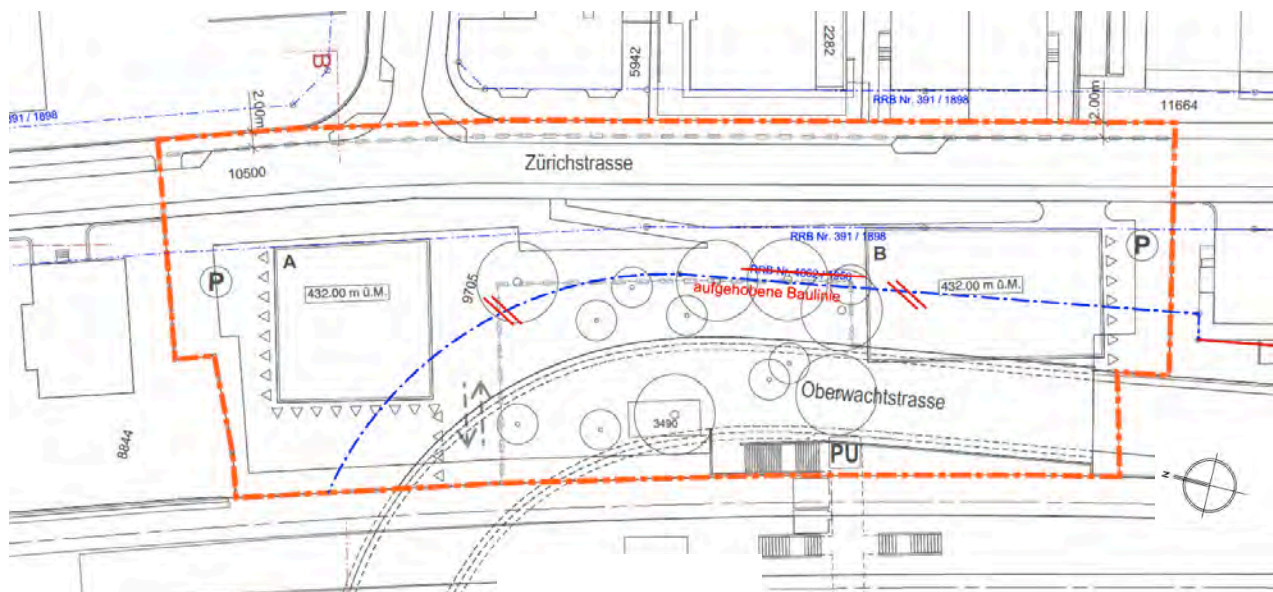 B
5942
2282
2.00m
2.00m
391 / 1898
RRB Nr. 391 / 1898
11664
Zürichstrasse
10500
RRB Nr. 391 / 1898
P
A
432.00 m ü.M.
9705
aufgehobene Baulinie
B
432.00 m ü.M.
P
Oberwachtstrasse
3490
8844
PU
N